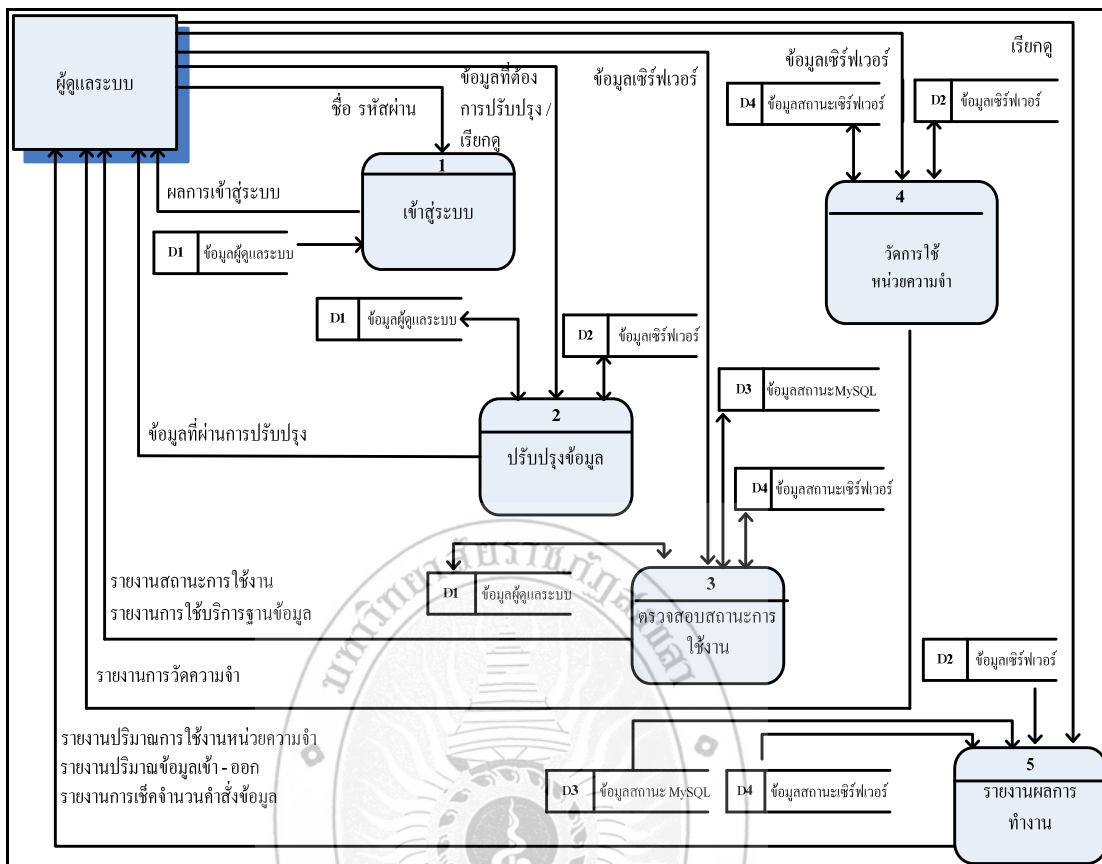 ผู้ดูแลระบบ
เรียกดู
ข้อมูลเซิร์ฟเวอร์
ข้อมูลเซิร์ฟเวอร์
ข้อมูลที่ต้อง
การปรับปรุง /
เรียกดู
ชื่อ รหัสผ่าน
D4 ข้อมูลสถานะเซิร์ฟเวอร์
D2 ข้อมูลเซิร์ฟเวอร์
1
เข้าสู่ระบบ
ผลการเข้าสู่ระบบ
D1 ข้อมูลผู้ดูแลระบบ
4
วัดการใช้
หน่วยความจำ
D1 ข้อมูลผู้ดูแลระบบ
D2 ข้อมูลเซิร์ฟเวอร์
2
ปรับปรุงข้อมูล
ข้อมูลที่ผ่านการปรับปรุง
D3 ข้อมูลสถานะMySQL
D4 ข้อมูลสถานะเซิร์ฟเวอร์
D1 ข้อมูลผู้ดูแลระบบ
3
ตรวจสอบสถานะการ
ใช้งาน
รายงานสถานะการใช้งาน
รายงานการใช้บริการฐานข้อมูล
รายงานการวัดความจำ
D2 ข้อมูลเซิร์ฟเวอร์
รายงานปริมาณการใช้งานหน่วยความจำ
รายงานปริมาณข้อมูลเข้า - ออก
รายงานการเช็คจำนวนคำสั่งข้อมูล
D3 ข้อมูลสถานะ MySQL
D4 ข้อมูลสถานะเซิร์ฟเวอร์
5
รายงานผลการ
ทำงาน
มหาวิทยาลัยราชภัฏสงขลา